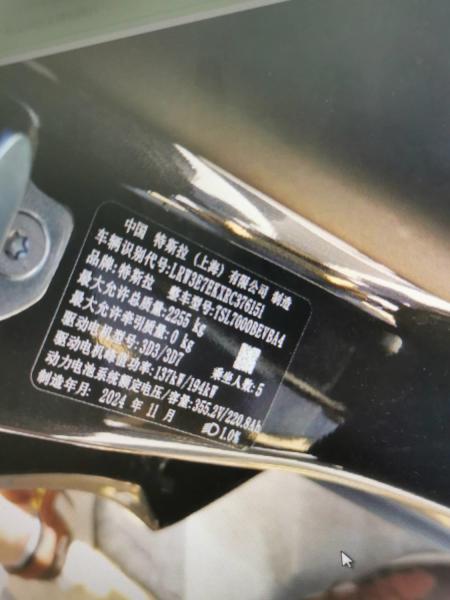 中国 特斯拉（上海）有限公司 制造
车辆识别代号:LRW3E7EKXRC376151
品牌:特斯拉 整车型号:TSL7000BEVBA4
最大允许总质量:2255 kg
最大允许牵引质量:0 kg 乘坐人数:5
驱动电机型号:3D3/3D7
驱动电机峰值功率:137kW/194kW
动力电池系统额定电压/容量:355.2V/220.8Ah
制造年月: 2024 年 11 月 1.0%